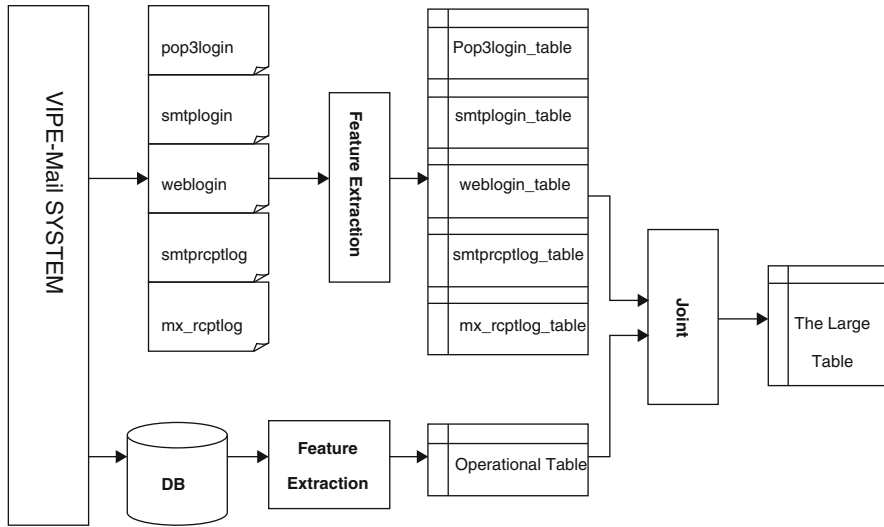 VIPE-Mail SYSTEM
pop3login
smtplogin
weblogin
smtprcptlog
mx_rcptlog
Feature Extraction
Pop3login_table
smtplogin_table
weblogin_table
smtprcptlog_table
mx_rcptlog_table
Joint
The Large
Table
DB
Feature
Extraction
Operational Table